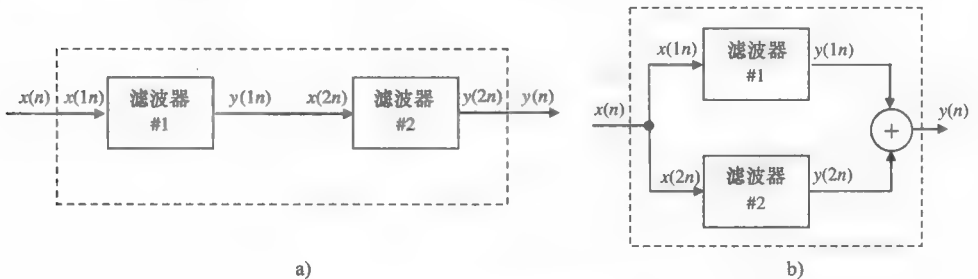 x(n) x(1n) 滤波器 #1 y(1n) x(2n) 滤波器 #2 y(2n) y(n)
a)
x(n) x(1n) 滤波器 #1 y(1n)
x(2n) 滤波器 #2 y(2n)
+ y(n)
b)